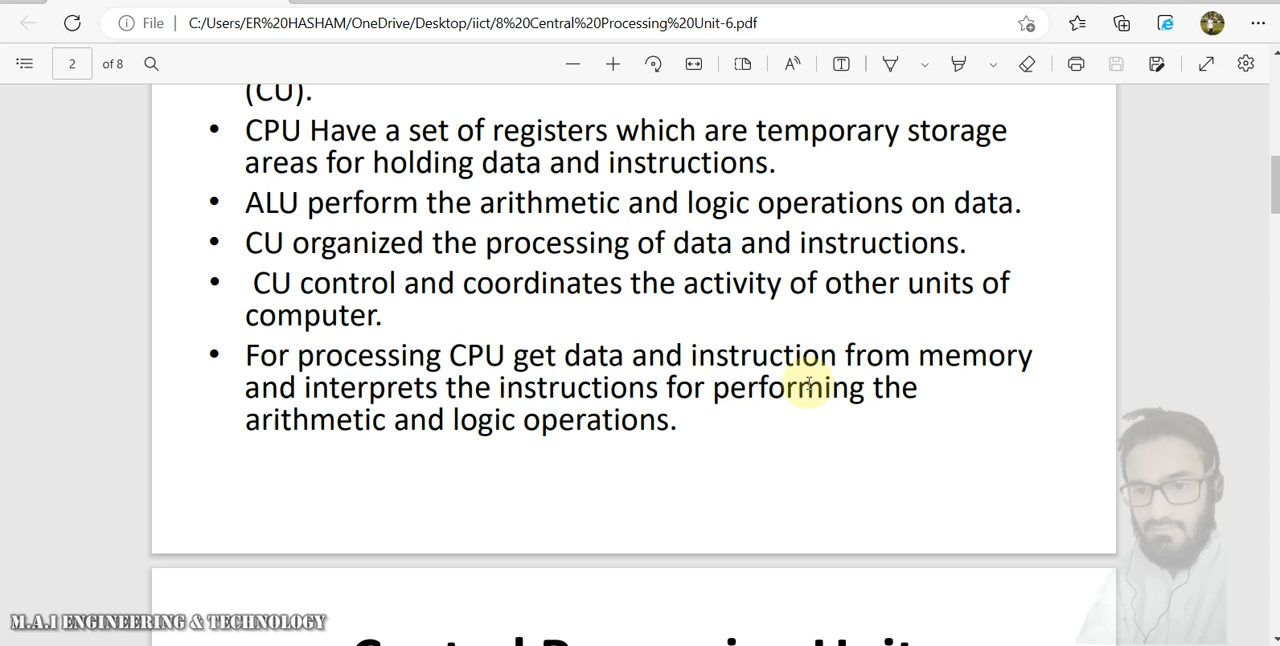 File
C:/Users/ER%20HASHAM/OneDrive/Desktop/iict/8%20Central%20Processing%20Unit-6.pdf
2 of 8
(CU).
• CPU Have a set of registers which are temporary storage
areas for holding data and instructions.
• ALU perform the arithmetic and logic operations on data.
• CU organized the processing of data and instructions.
• CU control and coordinates the activity of other units of
computer.
• For processing CPU get data and instruction from memory
and interprets the instructions for performing the
arithmetic and logic operations.
M.A.I ENGINEERING & TECHNOLOGY
Central Processing Unit